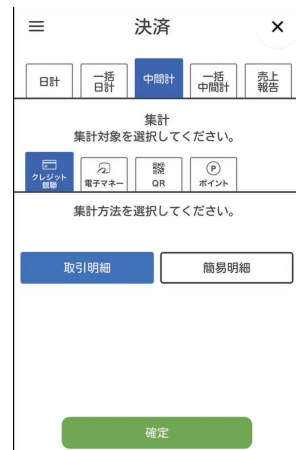 決済
日計
一括
日計
中間計
一括
中間計
売上
報告
集計
集計対象を選択してください。
クレジット
銀聯
電子マネー
QR
P
ポイント
集計方法を選択してください。
取引明細
簡易明細
確定